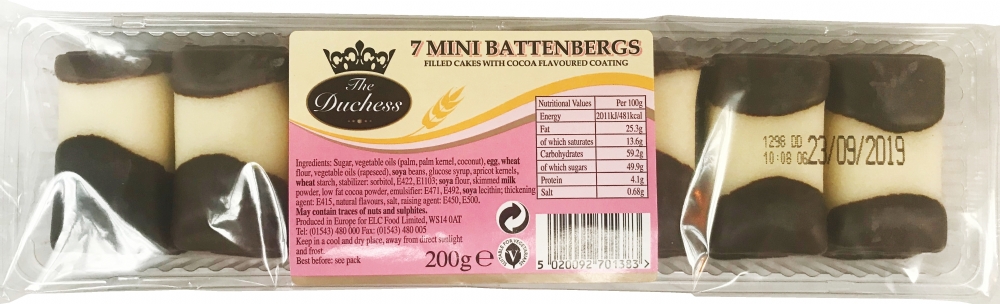 7 MINI BATTENBERGS
FILLED CAKES WITH COCOA FLAVOURED COATING
The
Duchess
Nutritional Values Per 100g
Energy 2011kJ/481kcal
Fat 25.3g
of which saturates 13.6g
Carbohydrates 59.2g
of which sugars 49.9g
Protein 4.1g
Salt 0.68g
Ingredients: Sugar, vegetable oils (palm, palm kernel, coconut), egg, wheat
flour, vegetable oils (rapeseed), soya beans, glucose syrup, apricot kernels,
wheat starch, stabilizer: sorbitol, E422, E1103; soya flour, skimmed milk
powder, low fat cocoa powder, emulsifier: E471, E492, soya lecithin; thickening
agent: E415, natural flavours, salt, raising agent: E450, E500.
May contain traces of nuts and sulphites.
Produced in Europe for ELC Food Limited, WS14 0AT
Tel: (01543) 480 000 Fax: (01543) 480 005
Keep in a cool and dry place, away from direct sunlight
and frost.
Best before: see pack
200g e
SUITABLE FOR VEGETARIANS
V
5 020092 701383 >
1296 DD
10:08 06
23/09/2019